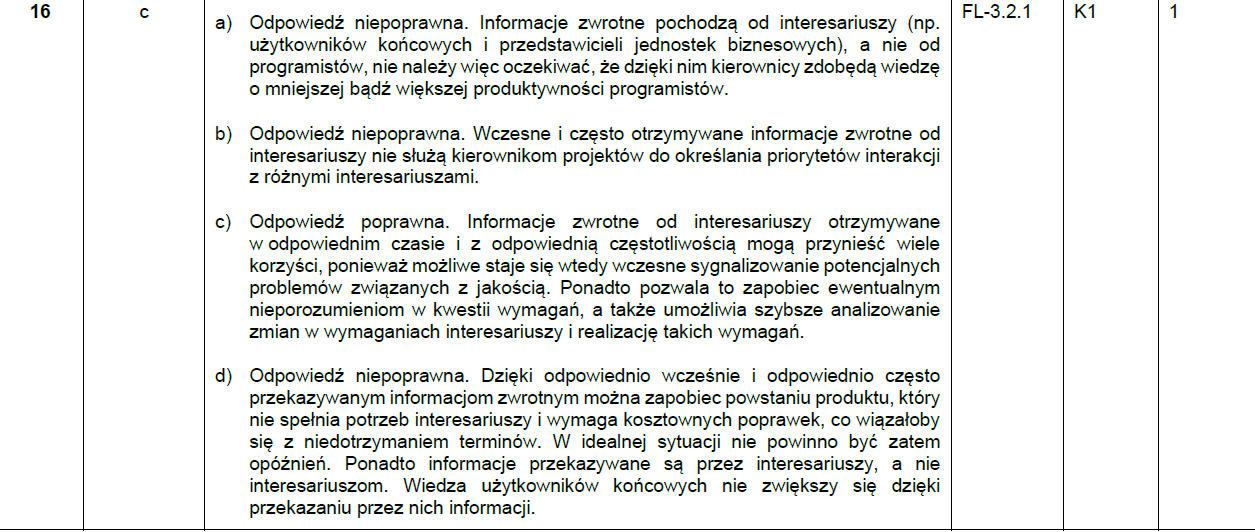 16 c a) Odpowiedź niepoprawna. Informacje zwrotne pochodzą od interesariuszy (np. FL-3.2.1 K1 1
użytkowników końcowych i przedstawicieli jednostek biznesowych), a nie od
programistów, nie należy więc oczekiwać, że dzięki nim kierownicy zdobędą wiedzę
o mniejszej bądź większej produktywności programistów.
b) Odpowiedź niepoprawna. Wczesne i często otrzymywane informacje zwrotne od
interesariuszy nie służą kierownikom projektów do określania priorytetów interakcji
z różnymi interesariuszami.
c) Odpowiedź poprawna. Informacje zwrotne od interesariuszy otrzymywane
w odpowiednim czasie i z odpowiednią częstotliwością mogą przynieść wiele
korzyści, ponieważ możliwe staje się wtedy wczesne sygnalizowanie potencjalnych
problemów związanych z jakością. Ponadto pozwala to zapobiec ewentualnym
nieporozumieniom w kwestii wymagań, a także umożliwia szybsze analizowanie
zmian w wymaganiach interesariuszy i realizację takich wymagań.
d) Odpowiedź niepoprawna. Dzięki odpowiednio wcześnie i odpowiednio często
przekazywanym informacjom zwrotnym można zapobiec powstaniu produktu, który
nie spełnia potrzeb interesariuszy i wymaga kosztownych poprawek, co wiązałoby
się z niedotrzymaniem terminów. W idealnej sytuacji nie powinno być zatem
opóźnień. Ponadto informacje przekazywane są przez interesariuszy, a nie
interesariuszom. Wiedza użytkowników końcowych nie zwiększy się dzięki
przekazaniu przez nich informacji.